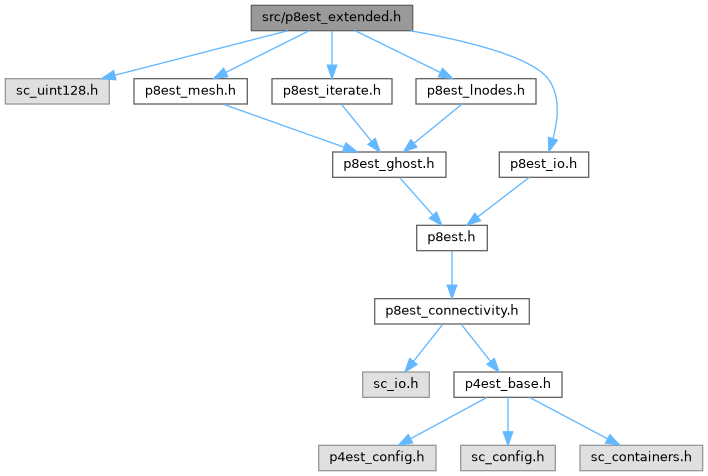 src/p8est_extended.h
sc_uint128.h
p8est_mesh.h
p8est_iterate.h
p8est_lnodes.h
p8est_ghost.h
p8est_io.h
p8est.h
p8est_connectivity.h
sc_io.h
p4est_base.h
p4est_config.h
sc_config.h
sc_containers.h